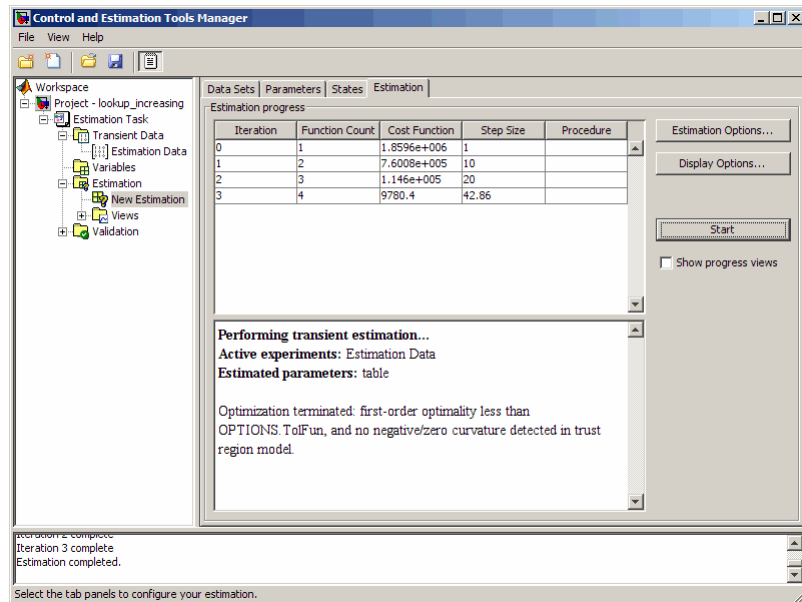 Control and Estimation Tools Manager
File View Help
Workspace
Project - lookup_increasing
Estimation Task
Transient Data
Estimation Data
Variables
Estimation
New Estimation
Views
Validation
Data Sets Parameters States Estimation
Estimation progress
Iteration Function Count Cost Function Step Size Procedure
0 1 1.8596e+006 1
1 2 7.6008e+005 10
2 3 1.146e+005 20
3 4 9780.4 42.86
Estimation Options...
Display Options...
Start
Show progress views
Performing transient estimation...
Active experiments: Estimation Data
Estimated parameters: table
Optimization terminated: first-order optimality less than
OPTIONS.TolFun, and no negative/zero curvature detected in trust
region model.
Iteration 2 complete
Iteration 3 complete
Estimation completed.
Select the tab panels to configure your estimation.